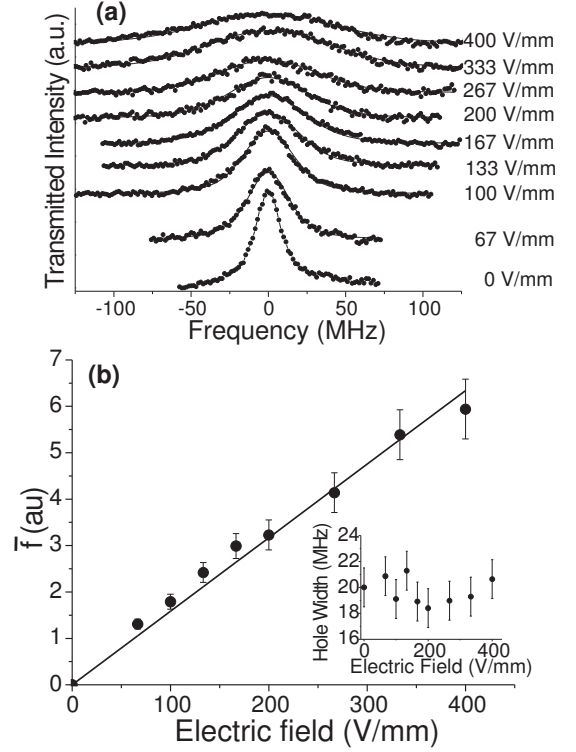 (a)
Transmitted Intensity (a.u.)
400 V/mm
333 V/mm
267 V/mm
200 V/mm
167 V/mm
133 V/mm
100 V/mm
67 V/mm
0 V/mm
-100 -50 0 50 100
Frequency (MHz)
(b)
f̅ (au)
7
6
5
4
3
2
1
0
Hole Width (MHz)
22
20
18
16
24
0 200 400
Electric Field (V/mm)
100 200 300 400
Electric field (V/mm)